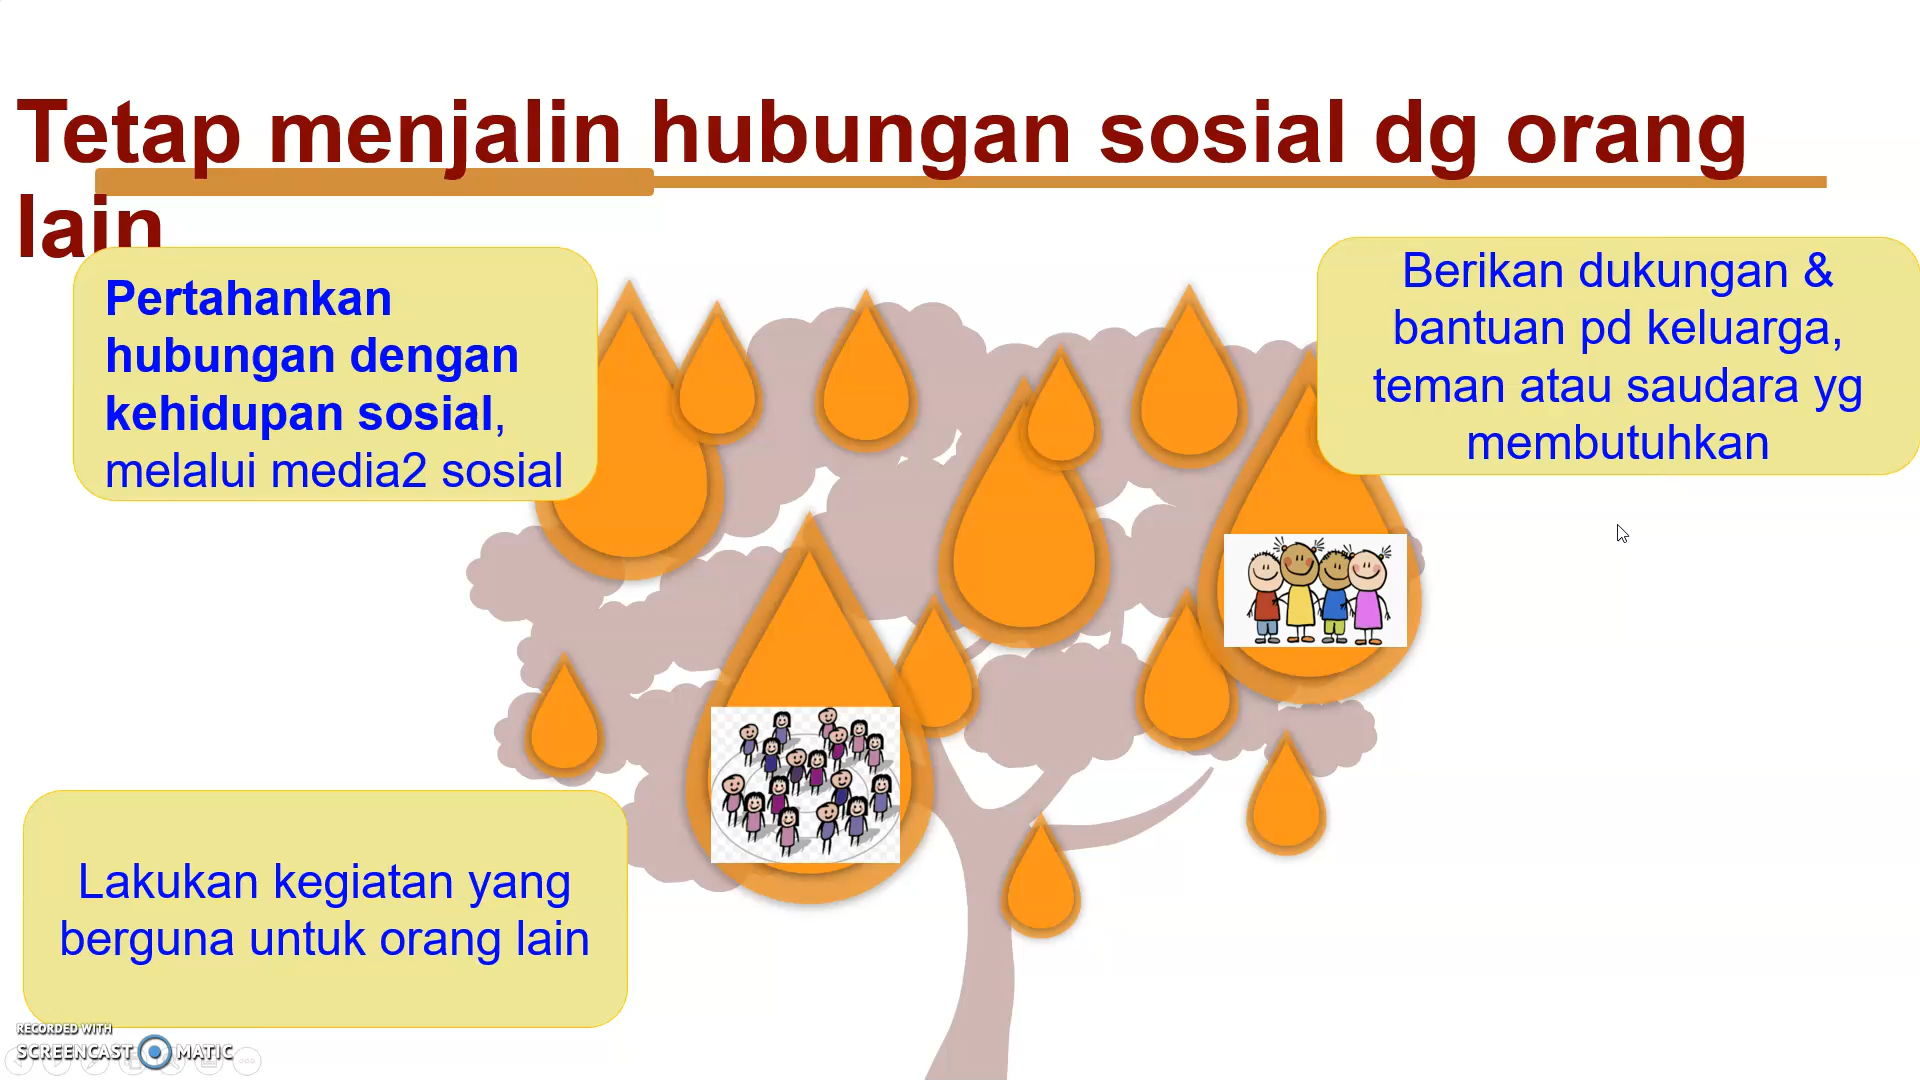 Tetap menjalin hubungan sosial dg orang
lain
Pertahankan
hubungan dengan
kehidupan sosial,
melalui media2 sosial
Berikan dukungan &
bantuan pd keluarga,
teman atau saudara yg
membutuhkan
Lakukan kegiatan yang
berguna untuk orang lain
RECORDED WITH
SCREENCAST MATIC